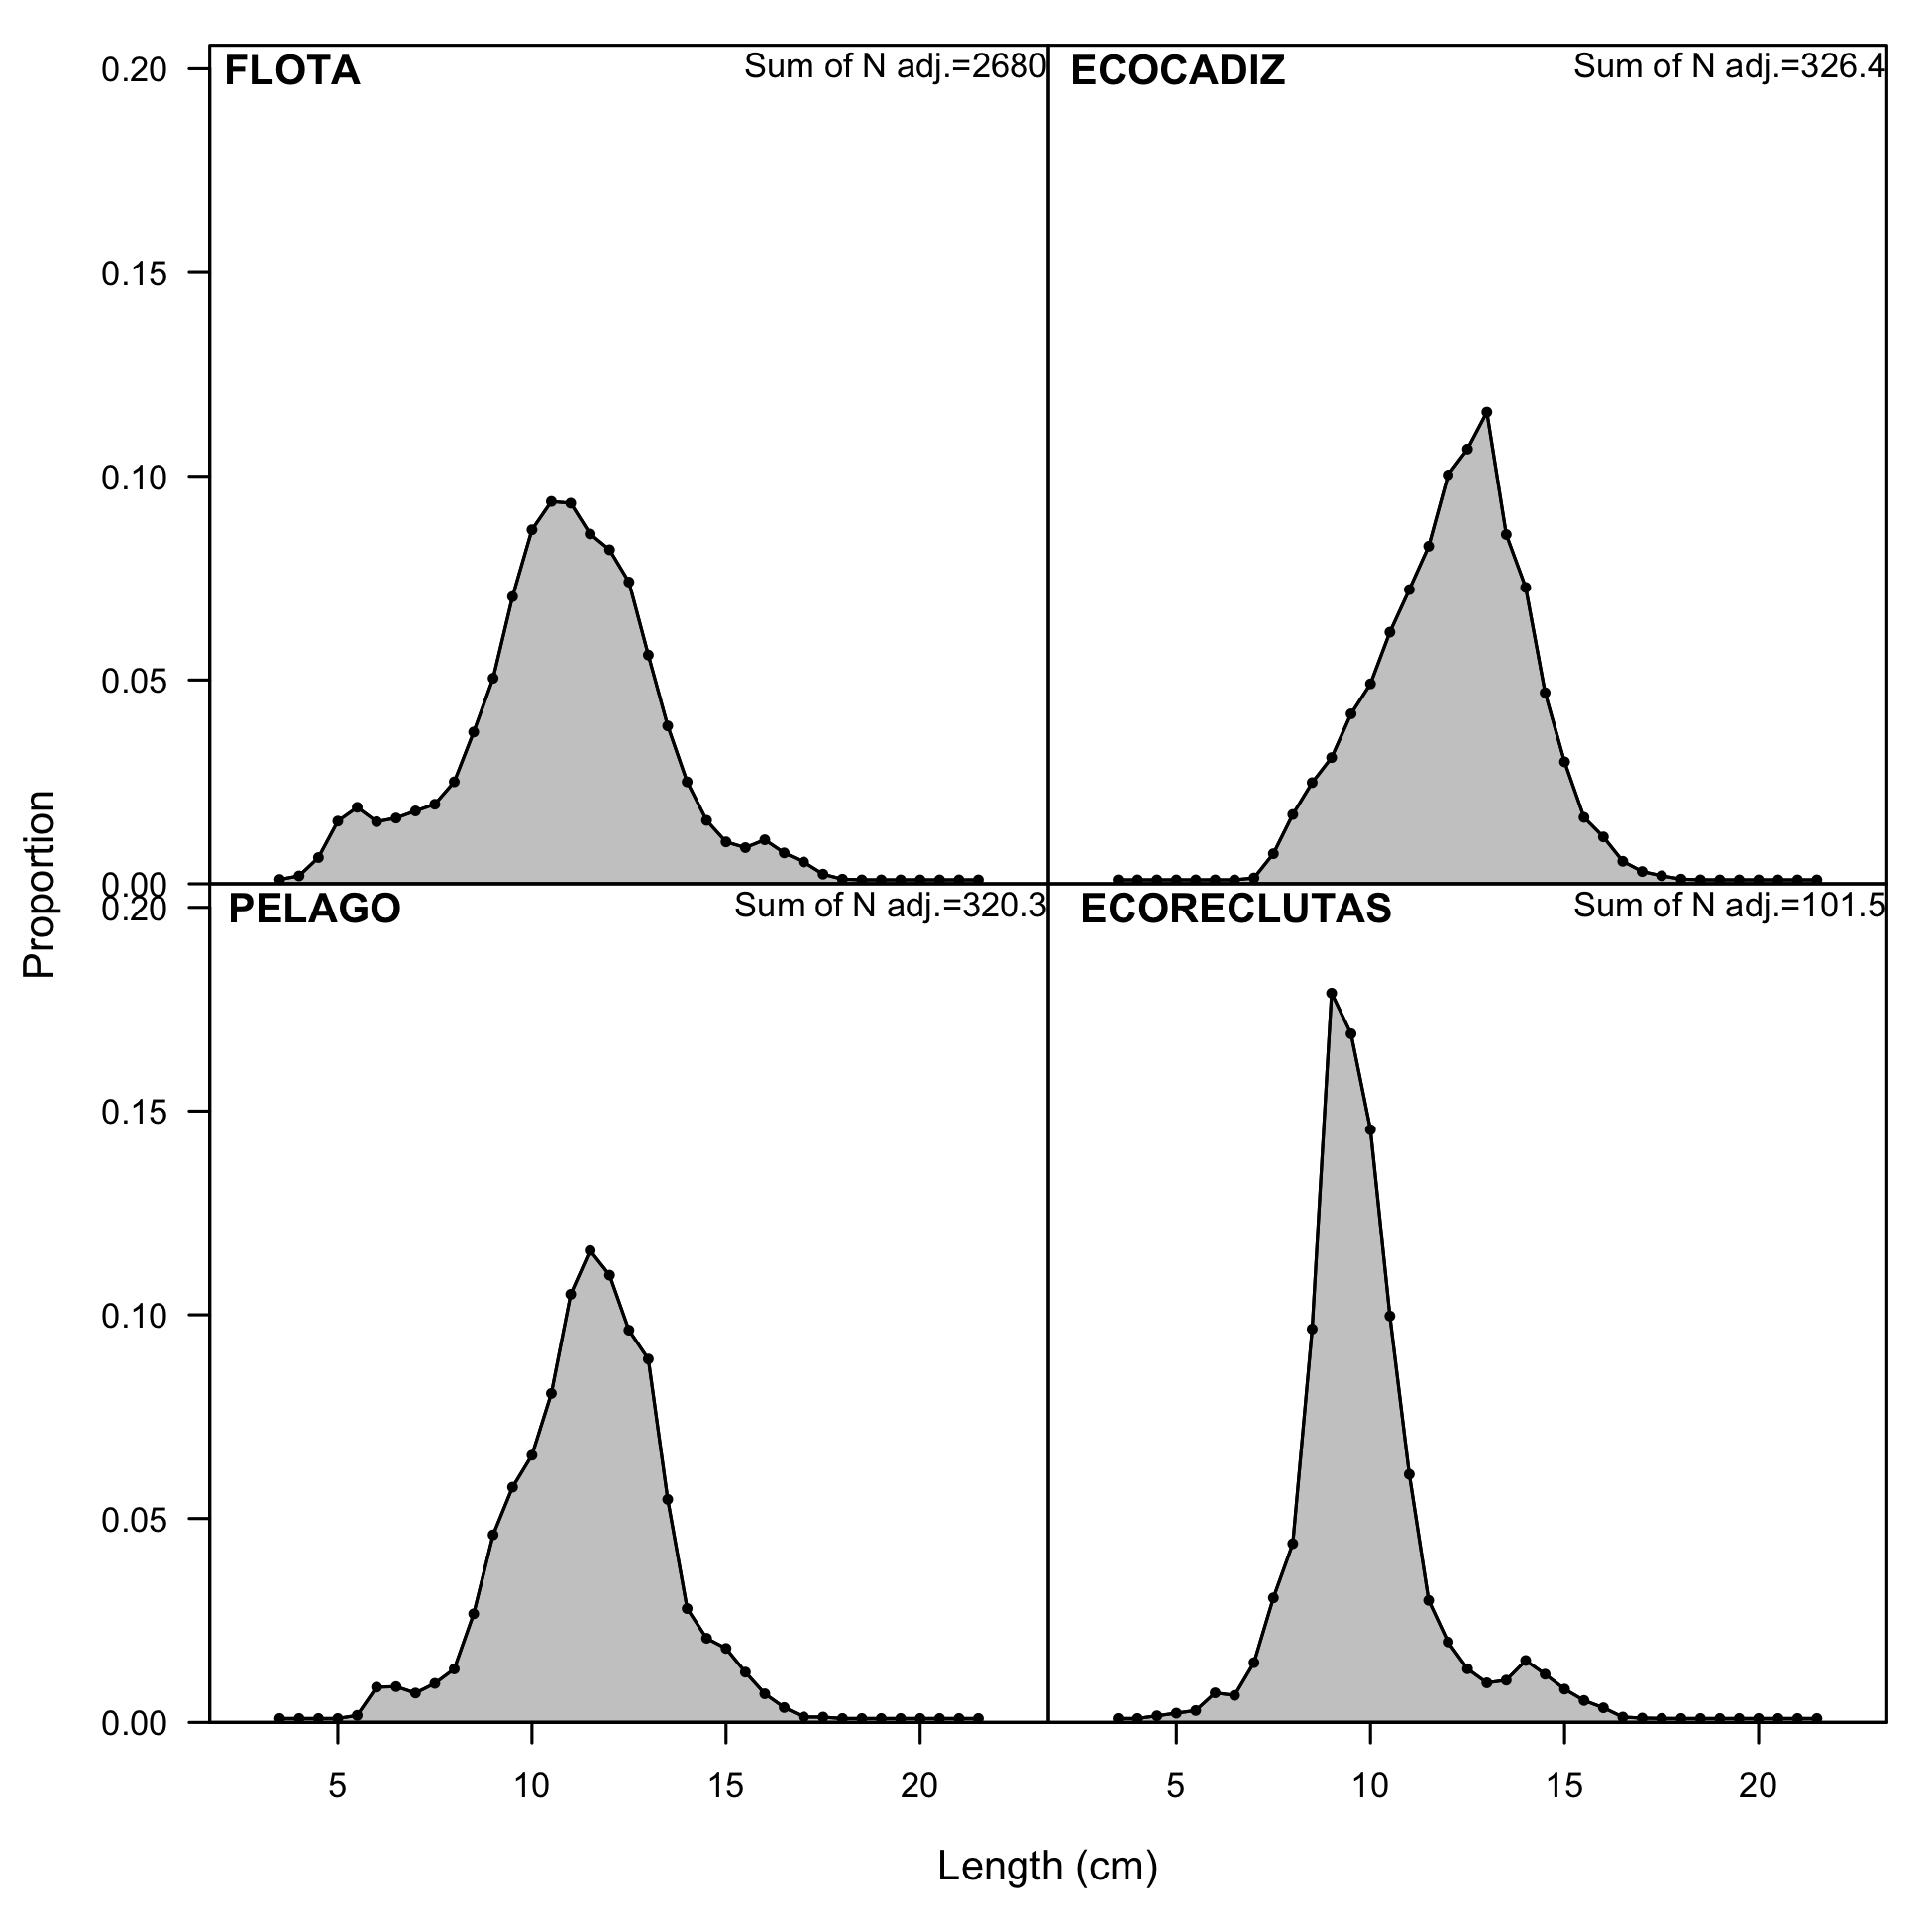 FLOTA
Sum of N adj.=2680
ECOCADIZ
Sum of N adj.=326.4
0.20
0.15
0.10
0.05
0.00
PELAGO
Sum of N adj.=320.3
ECORECLUTAS
Sum of N adj.=101.5
0.20
0.15
0.10
0.05
0.00
Proportion
5 10 15 20
5 10 15 20
Length (cm)